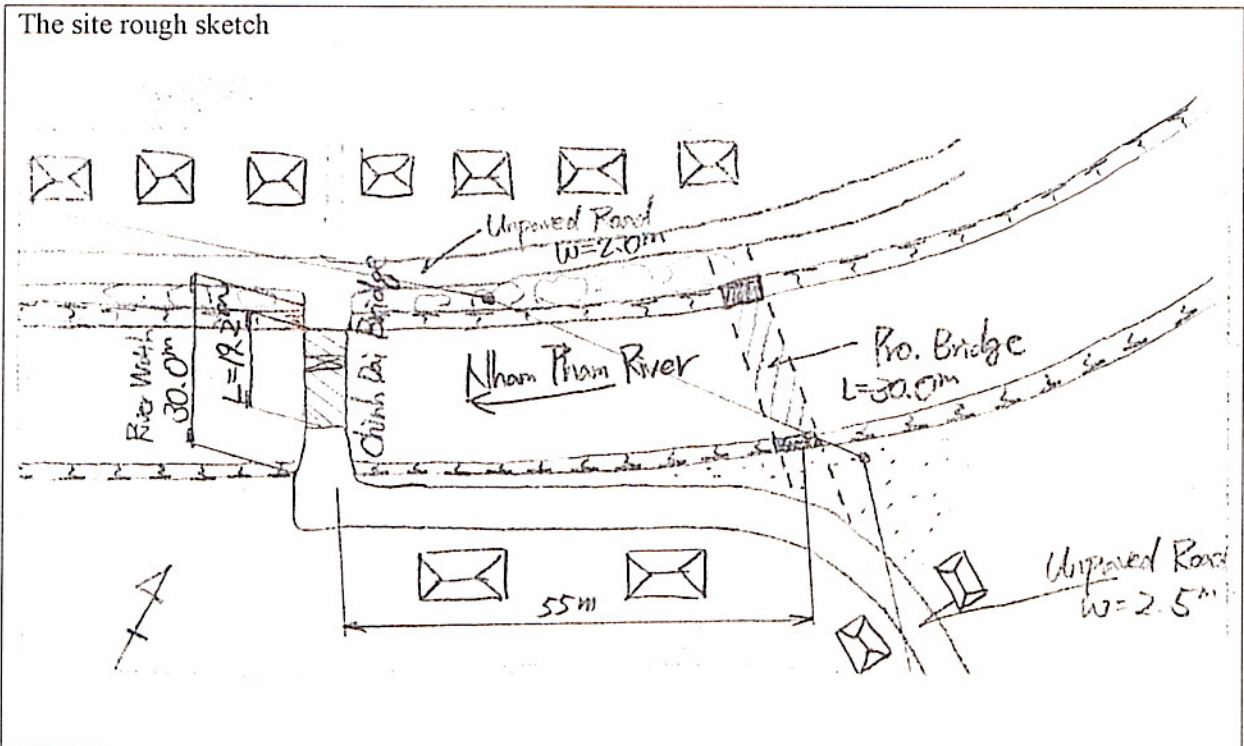 The site rough sketch
Unpaved Road
W=2.0m
River Width
30.0m
L=19.2m
Chinh Dai Bridge
Nham Pham River
Pro. Bridge
L=30.0m
55m
Unpaved Road
W=2.5m